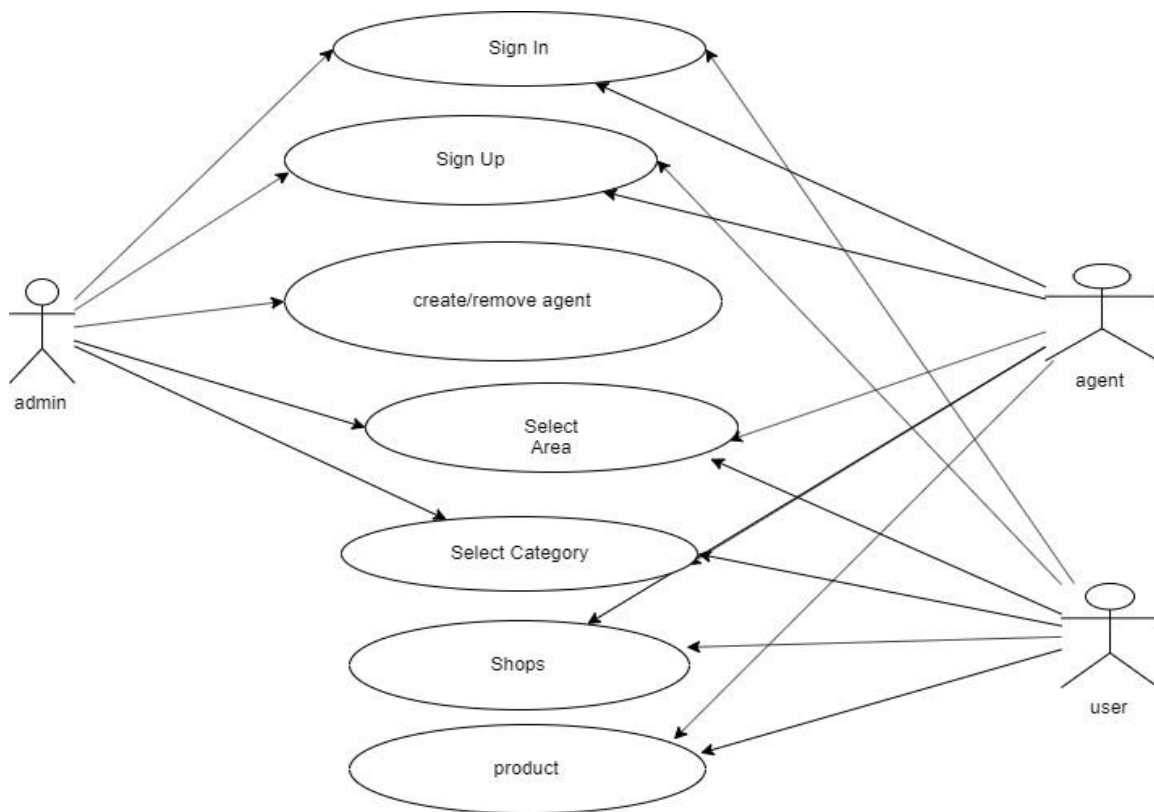 Sign In
Sign Up
create/remove agent
admin
agent
Select
Area
Select Category
Shops
user
product